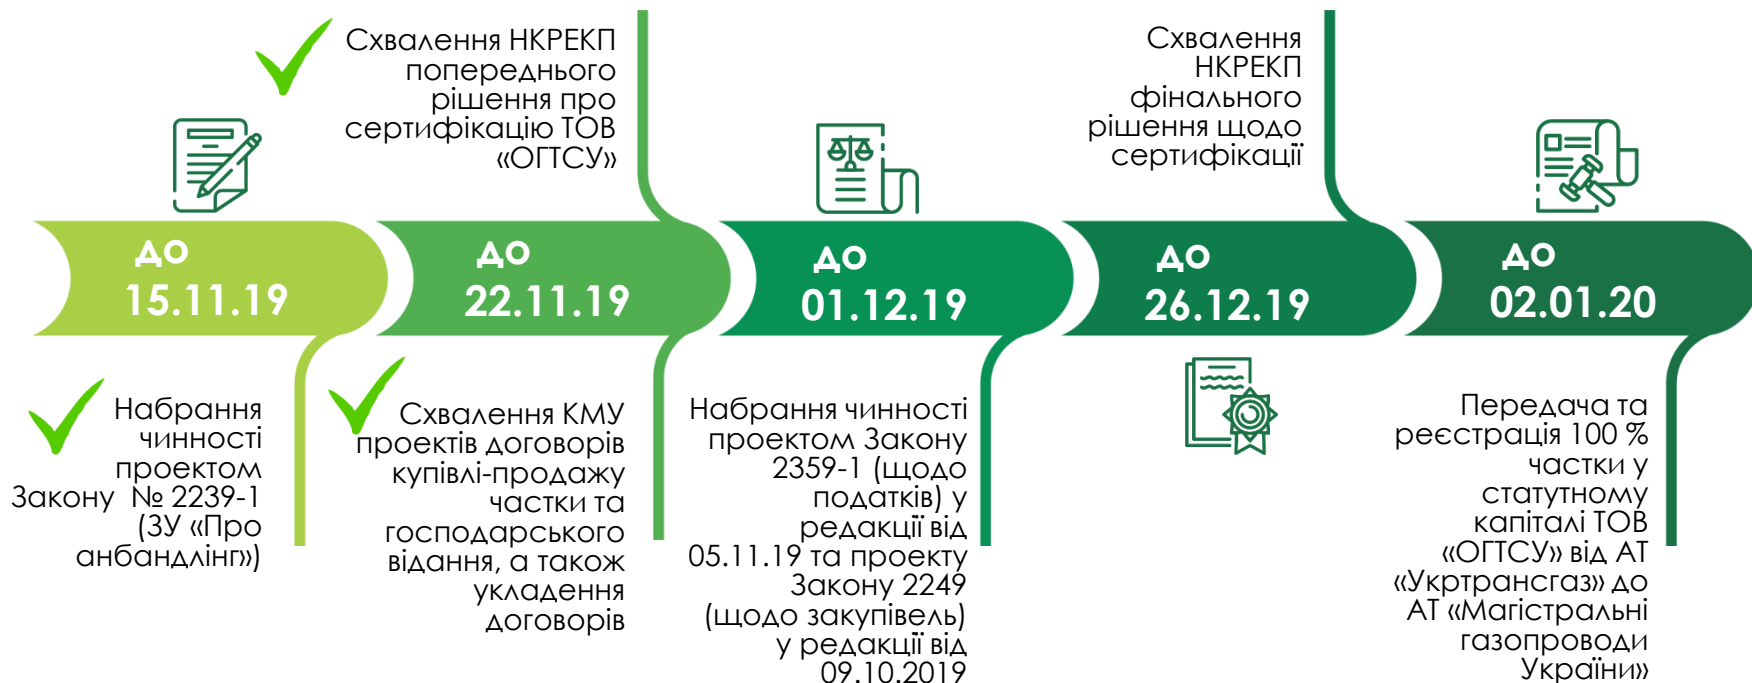 до
15.11.19
Набрання
чинності
проектом
Закону № 2239-1
(ЗУ «Про
анбандлінг»)
Схвалення НКРЕКП
попереднього
рішення про
сертифікацію ТОВ
«ОГТСУ»
до
22.11.19
Схвалення КМУ
проектів договорів
купівлі-продажу
частки та
господарського
відання, а також
укладення
договорів
до
01.12.19
Набрання чинності
проектом Закону
2359-1 (щодо
податків) у
редакції від
05.11.19 та проекту
Закону 2249
(щодо закупівель)
у редакції від
09.10.2019
Схвалення
НКРЕКП
фінального
рішення щодо
сертифікації
до
26.12.19
до
02.01.20
Передача та
реєстрація 100 %
частки у
статутному
капіталі ТОВ
«ОГТСУ» від АТ
«Укртрансгаз» до
АТ «Магістральні
газопроводи
України»